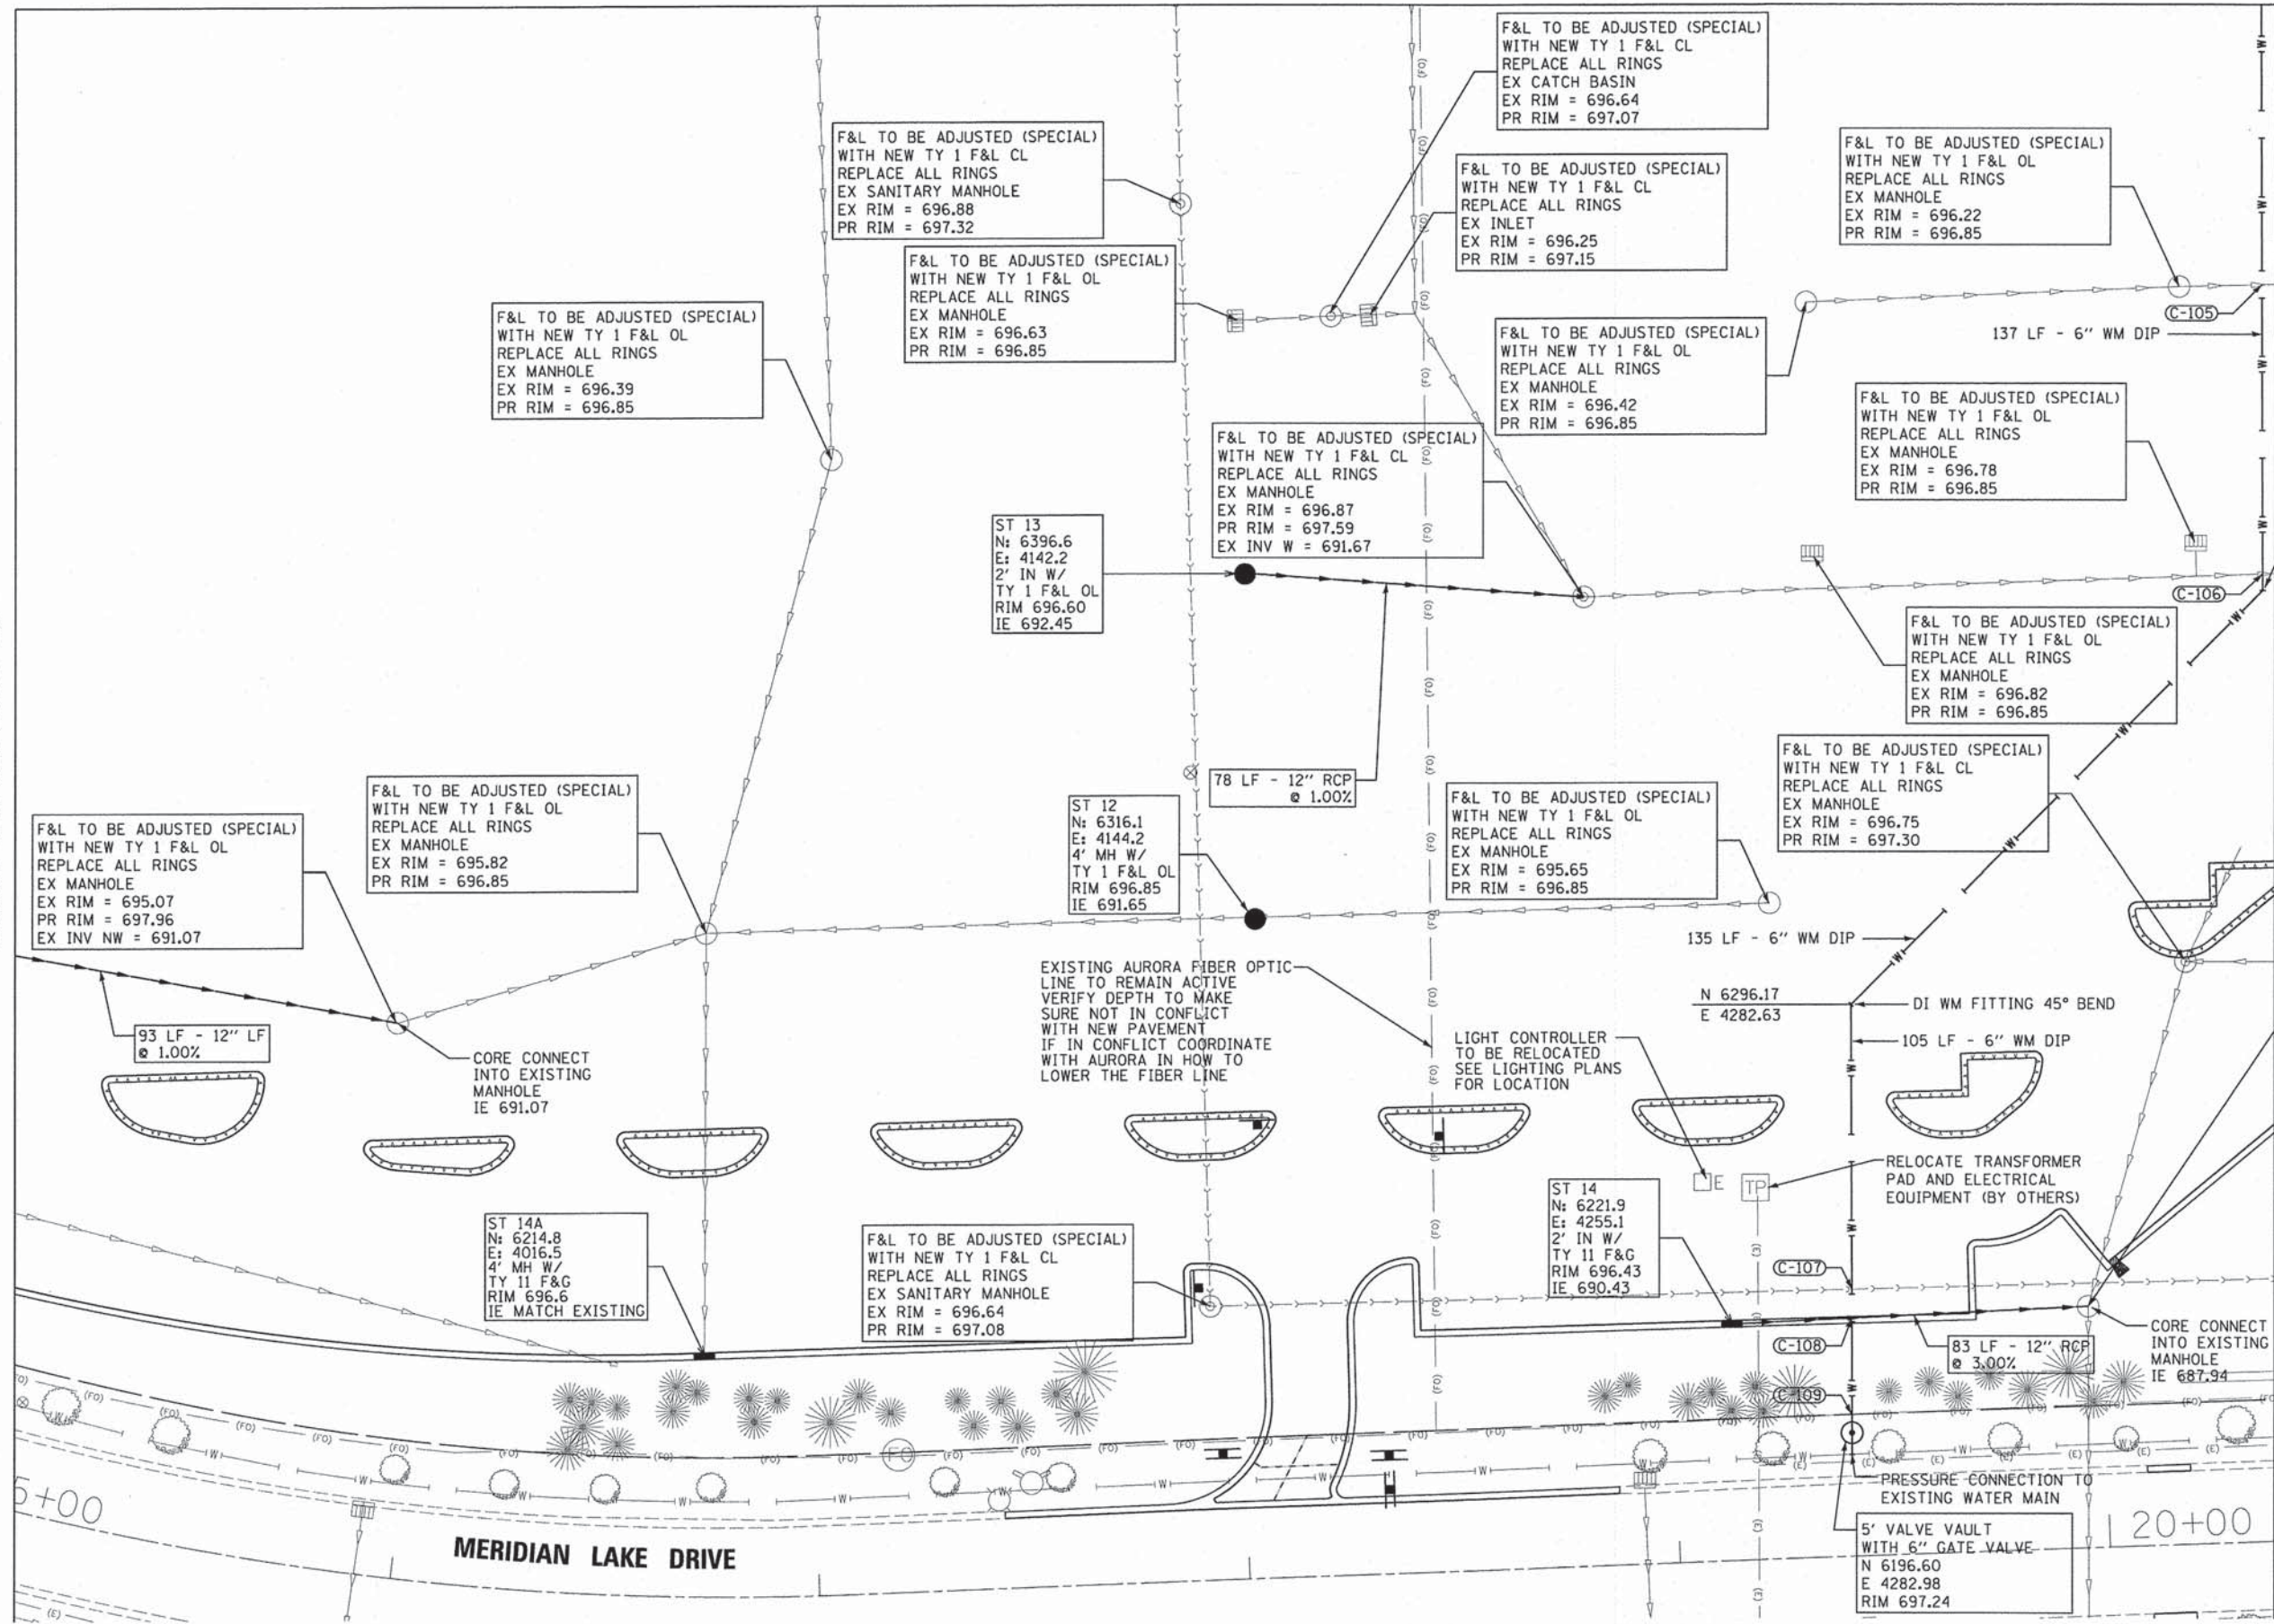 F&L TO BE ADJUSTED (SPECIAL)
WITH NEW TY 1 F&L CL
REPLACE ALL RINGS
EX CATCH BASIN
EX RIM = 696.64
PR RIM = 697.07
F&L TO BE ADJUSTED (SPECIAL)
WITH NEW TY 1 F&L CL
REPLACE ALL RINGS
EX SANITARY MANHOLE
EX RIM = 696.88
PR RIM = 697.32
F&L TO BE ADJUSTED (SPECIAL)
WITH NEW TY 1 F&L CL
REPLACE ALL RINGS
EX INLET
EX RIM = 696.25
PR RIM = 697.15
F&L TO BE ADJUSTED (SPECIAL)
WITH NEW TY 1 F&L OL
REPLACE ALL RINGS
EX MANHOLE
EX RIM = 696.22
PR RIM = 696.85
F&L TO BE ADJUSTED (SPECIAL)
WITH NEW TY 1 F&L OL
REPLACE ALL RINGS
EX MANHOLE
EX RIM = 696.63
PR RIM = 696.85
F&L TO BE ADJUSTED (SPECIAL)
WITH NEW TY 1 F&L OL
REPLACE ALL RINGS
EX MANHOLE
EX RIM = 696.39
PR RIM = 696.85
F&L TO BE ADJUSTED (SPECIAL)
WITH NEW TY 1 F&L OL
REPLACE ALL RINGS
EX MANHOLE
EX RIM = 696.42
PR RIM = 696.85
C-105
137 LF - 6" WM DIP
F&L TO BE ADJUSTED (SPECIAL)
WITH NEW TY 1 F&L OL
REPLACE ALL RINGS
EX MANHOLE
EX RIM = 696.78
PR RIM = 696.85
F&L TO BE ADJUSTED (SPECIAL)
WITH NEW TY 1 F&L CL
REPLACE ALL RINGS
EX MANHOLE
EX RIM = 696.87
PR RIM = 697.59
EX INV W = 691.67
ST 13
N: 6396.6
E: 4142.2
2' IN W/
TY 1 F&L OL
RIM 696.60
IE 692.45
C-106
F&L TO BE ADJUSTED (SPECIAL)
WITH NEW TY 1 F&L OL
REPLACE ALL RINGS
EX MANHOLE
EX RIM = 696.82
PR RIM = 696.85
78 LF - 12" RCP
@ 1.00%
F&L TO BE ADJUSTED (SPECIAL)
WITH NEW TY 1 F&L CL
REPLACE ALL RINGS
EX MANHOLE
EX RIM = 696.75
PR RIM = 697.30
F&L TO BE ADJUSTED (SPECIAL)
WITH NEW TY 1 F&L OL
REPLACE ALL RINGS
EX MANHOLE
EX RIM = 695.82
PR RIM = 696.85
F&L TO BE ADJUSTED (SPECIAL)
WITH NEW TY 1 F&L OL
REPLACE ALL RINGS
EX MANHOLE
EX RIM = 695.07
PR RIM = 697.96
EX INV NW = 691.07
ST 12
N: 6316.1
E: 4144.2
4' MH W/
TY 1 F&L OL
RIM 696.85
IE 691.65
F&L TO BE ADJUSTED (SPECIAL)
WITH NEW TY 1 F&L OL
REPLACE ALL RINGS
EX MANHOLE
EX RIM = 695.65
PR RIM = 696.85
135 LF - 6" WM DIP
93 LF - 12" LF
@ 1.00%
CORE CONNECT
INTO EXISTING
MANHOLE
IE 691.07
EXISTING AURORA FIBER OPTIC
LINE TO REMAIN ACTIVE
VERIFY DEPTH TO MAKE
SURE NOT IN CONFLICT
WITH NEW PAVEMENT
IF IN CONFLICT COORDINATE
WITH AURORA IN HOW TO
LOWER THE FIBER LINE
N 6296.17
E 4282.63
DI WM FITTING 45° BEND
105 LF - 6" WM DIP
LIGHT CONTROLLER
TO BE RELOCATED
SEE LIGHTING PLANS
FOR LOCATION
E
TP
RELOCATE TRANSFORMER
PAD AND ELECTRICAL
EQUIPMENT (BY OTHERS)
ST 14A
N: 6214.8
E: 4016.5
4' MH W/
TY 11 F&G
RIM 696.6
IE MATCH EXISTING
F&L TO BE ADJUSTED (SPECIAL)
WITH NEW TY 1 F&L CL
REPLACE ALL RINGS
EX SANITARY MANHOLE
EX RIM = 696.64
PR RIM = 697.08
ST 14
N: 6221.9
E: 4255.1
2' IN W/
TY 11 F&G
RIM 696.43
IE 690.43
C-107
C-108
C-109
83 LF - 12" RCP
@ 3.00%
CORE CONNECT
INTO EXISTING
MANHOLE
IE 687.94
FO
PRESSURE CONNECTION TO
EXISTING WATER MAIN
5' VALVE VAULT
WITH 6" GATE VALVE
N 6196.60
E 4282.98
RIM 697.24
5+00
20+00
MERIDIAN LAKE DRIVE